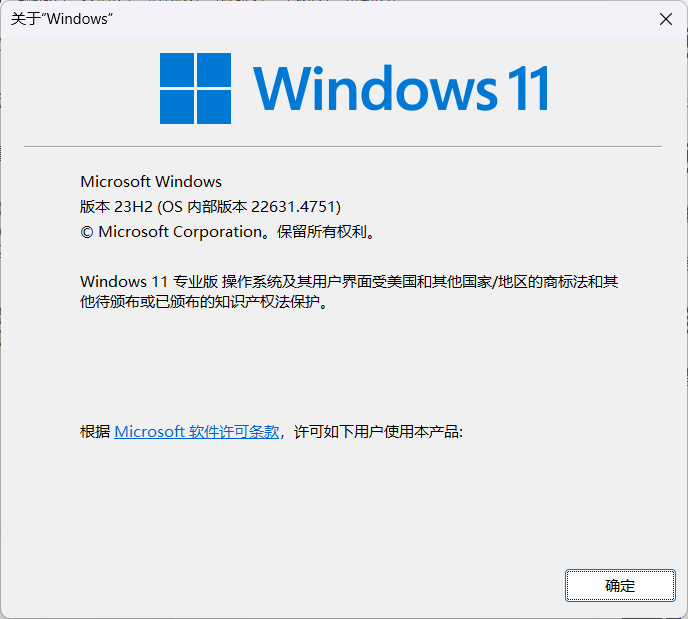 关于“Windows”
Windows 11
Microsoft Windows
版本 23H2 (OS 内部版本 22631.4751)
© Microsoft Corporation。保留所有权利。
Windows 11 专业版 操作系统及其用户界面受美国和其他国家/地区的商标法和其
他待颁布或已颁布的知识产权法保护。
根据 Microsoft 软件许可条款，许可如下用户使用本产品:
确定